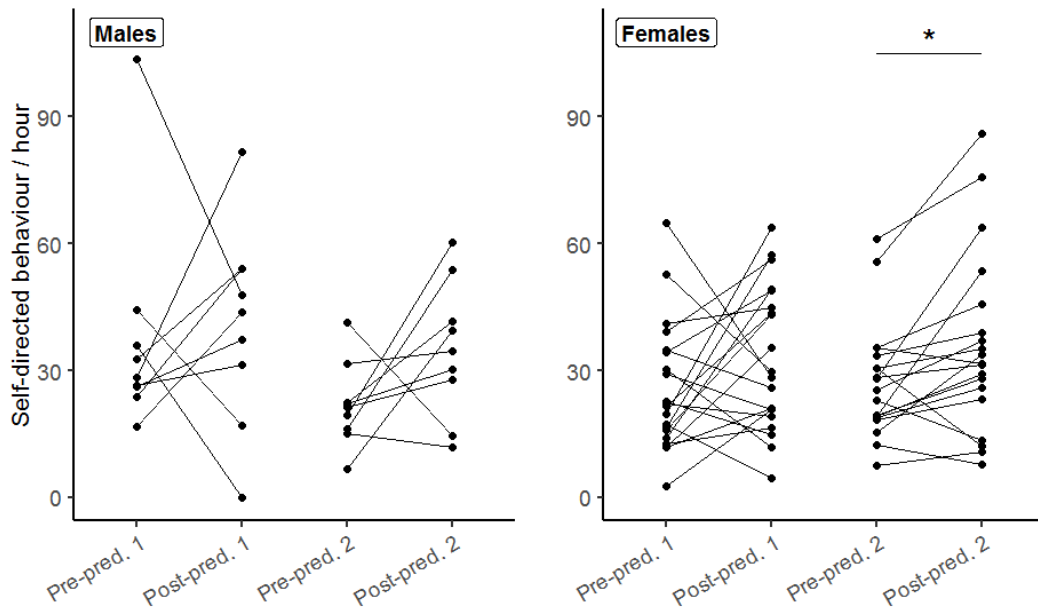 Males
Self-directed behaviour / hour
90
60
30
0
Pre-pred. 1
Post-pred. 1
Pre-pred. 2
Post-pred. 2
Females
*
90
60
30
0
Pre-pred. 1
Post-pred. 1
Pre-pred. 2
Post-pred. 2